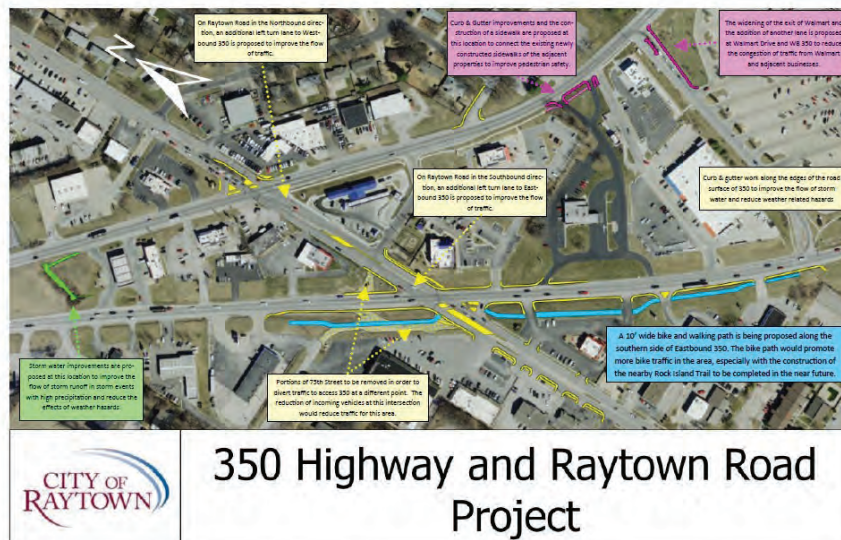 On Raytown Road in the Northbound direc-
tion, an additional left turn lane to West-
bound 350 is proposed to improve the flow
of traffic.
Curb & Gutter improvements and the con-
struction of a sidewalk are proposed at
this location to connect the existing newly
constructed sidewalks of the adjacent
properties to improve pedestrian safety.
The widening of the exit of Walmart and
the addition of another lane is proposed
at Walmart Drive and WB 350 to reduce
the congestion of traffic from Walmart
and adjacent businesses.
N
On Raytown Road in the Southbound direc-
tion, an additional left turn lane to East-
bound 350 is proposed to improve the flow
of traffic.
Curb & gutter work along the edges of the road
surface of 350 to improve the flow of storm
water and reduce weather related hazards
Storm water improvements are pro-
posed at this location to improve the
flow of storm runoff in storm events
with high precipitation and reduce the
effects of weather hazards.
Portions of 75th Street to be removed in order to
divert traffic to access 350 at a different point. The
reduction of incoming vehicles at this intersection
would reduce traffic for this area.
A 10' wide bike and walking path is being proposed along the
southern side of Eastbound 350. The bike path would promote
more bike traffic in the area, especially with the construction of
the nearby Rock Island Trail to be completed in the near future.
CITY OF
RAYTOWN
350 Highway and Raytown Road
Project